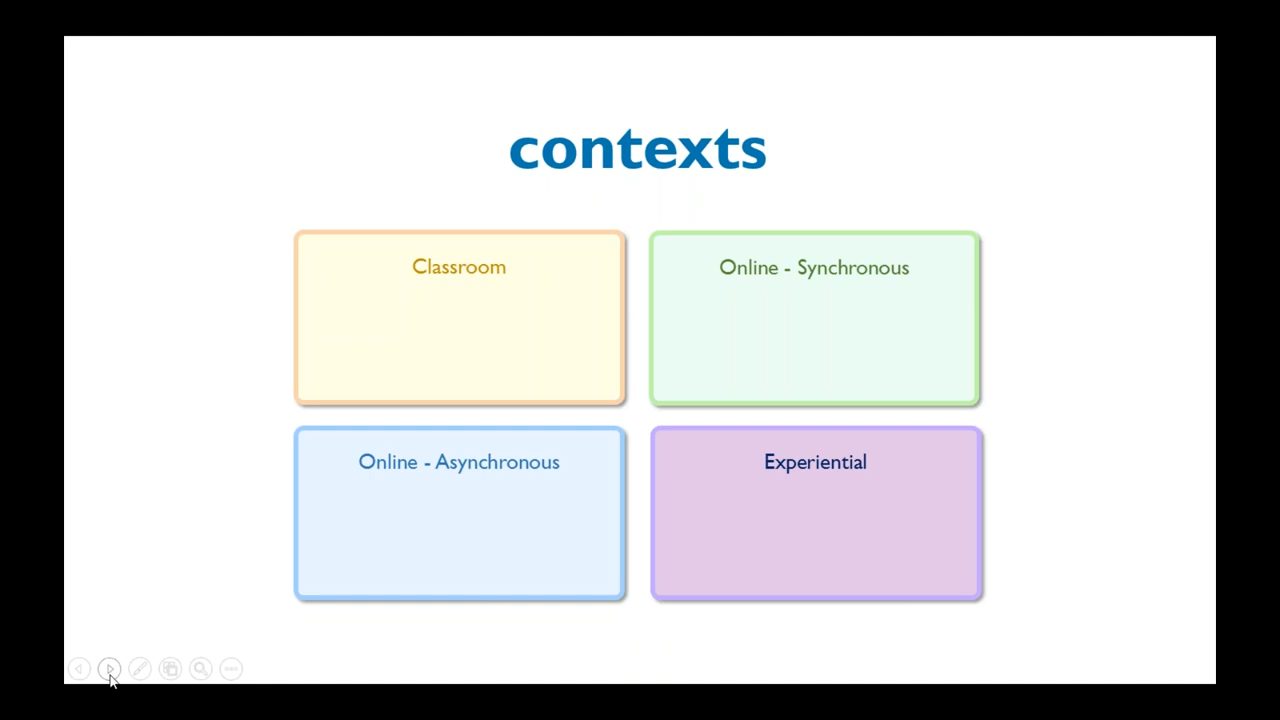 contexts
Classroom
Online - Synchronous
Online - Asynchronous
Experiential